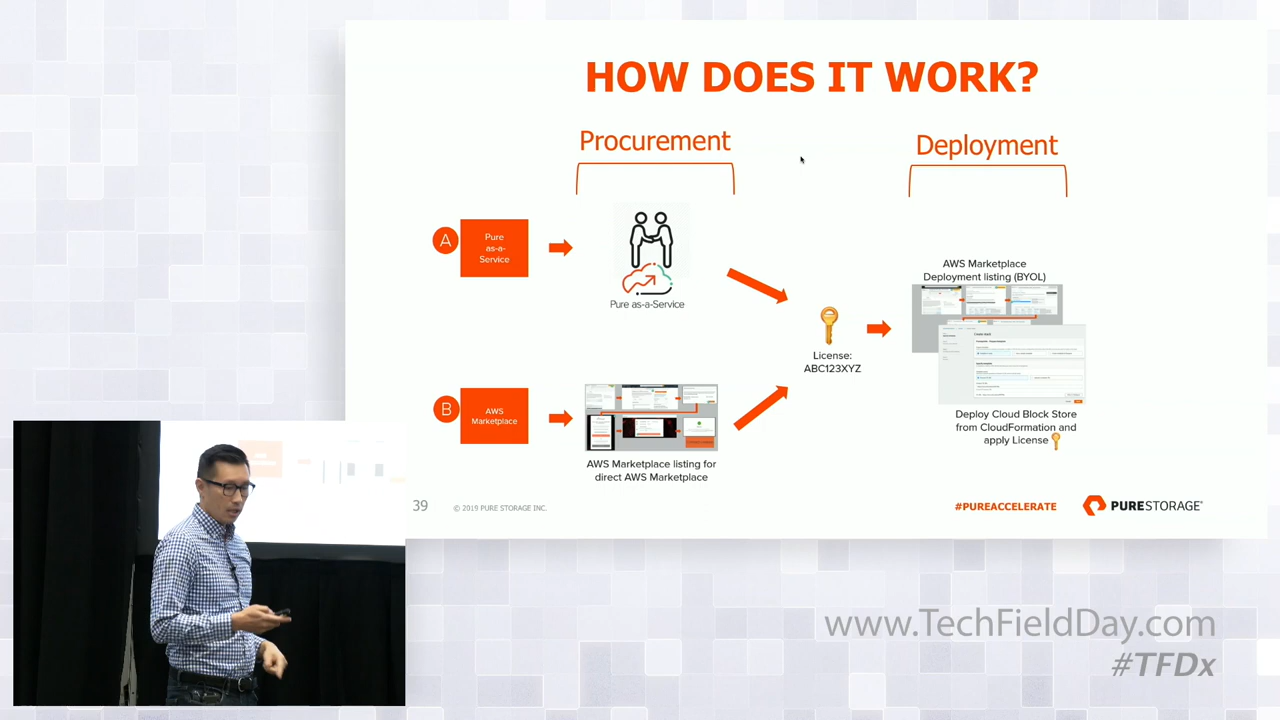 HOW DOES IT WORK?
Procurement
Deployment
A
Pure
as-a-
Service
Pure as-a-Service
B
AWS
Marketplace
AWS Marketplace listing for
direct AWS Marketplace
License:
ABC123XYZ
AWS Marketplace
Deployment listing (BYOL)
Deploy Cloud Block Store
from CloudFormation and
apply License
39
© 2019 PURE STORAGE INC.
#PUREACCELERATE
PURESTORAGE®
www.TechFieldDay.com
#TFDx